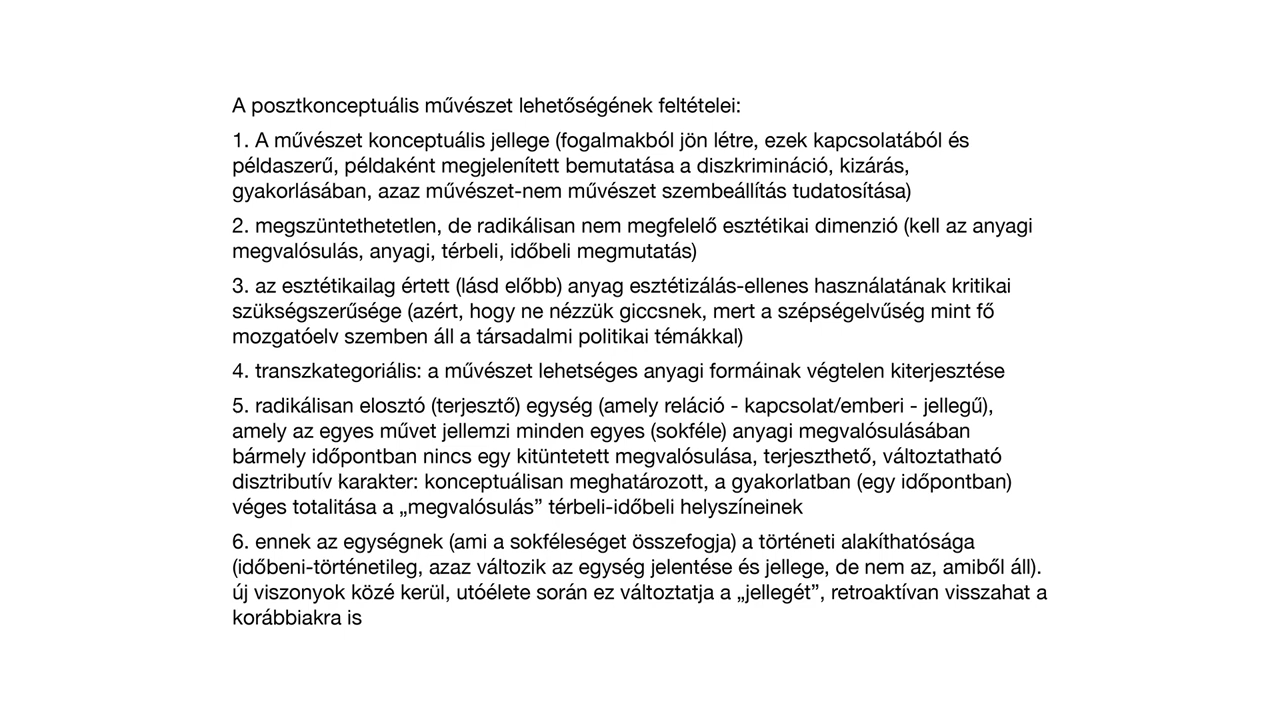 A posztkonceptuális művészet lehetőségének feltételei:
1. A művészet konceptuális jellege (fogalmakból jön létre, ezek kapcsolatából és
példaszerű, példaként megjelenített bemutatása a diszkrimináció, kizárás,
gyakorlásában, azaz művészet-nem művészet szembeállítás tudatosítása)
2. megszüntethetetlen, de radikálisan nem megfelelő esztétikai dimenzió (kell az anyagi
megvalósulás, anyagi, térbeli, időbeli megmutatás)
3. az esztétikailag értett (lásd előbb) anyag esztétizálás-ellenes használatának kritikai
szükségszerűsége (azért, hogy ne nézzük giccsnek, mert a szépségelvűség mint fő
mozgatóelv szemben áll a társadalmi politikai témákkal)
4. transzkategoriális: a művészet lehetséges anyagi formáinak végtelen kiterjesztése
5. radikálisan elosztó (terjesztő) egység (amely reláció - kapcsolat/emberi - jellegű),
amely az egyes művet jellemzi minden egyes (sokféle) anyagi megvalósulásában
bármely időpontban nincs egy kitüntetett megvalósulása, terjeszthető, változtatható
disztributív karakter: konceptuálisan meghatározott, a gyakorlatban (egy időpontban)
véges totalitása a „megvalósulás” térbeli-időbeli helyszíneinek
6. ennek az egységnek (ami a sokféleséget összefogja) a történeti alakíthatósága
(időbeni-történetileg, azaz változik az egység jelentése és jellege, de nem az, amiből áll).
új viszonyok közé kerül, utóélete során ez változtatja a „jellegét”, retroaktívan visszahat a
korábbiakra is